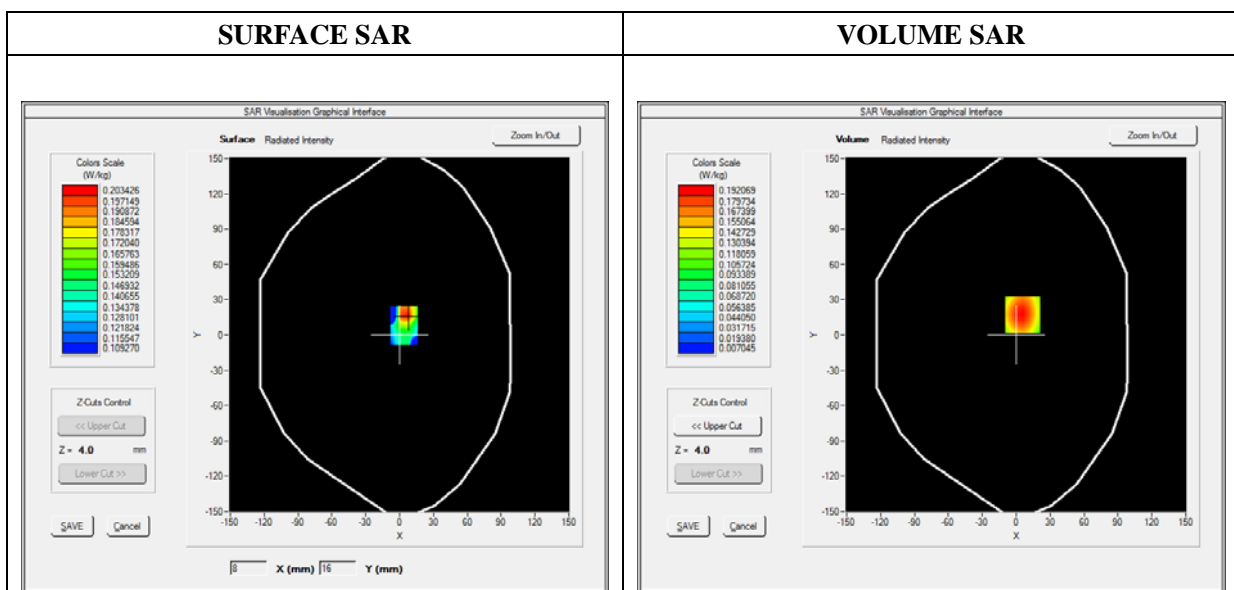 SURFACE SAR
VOLUME SAR
SAR Visualisation Graphical Interface
Surface Radiated Intensity
Zoom In/Out
Colors Scale
(W/kg)
0.203426
0.197149
0.190872
0.184594
0.178317
0.172040
0.165763
0.159486
0.153209
0.146932
0.140655
0.134378
0.128101
0.121824
0.115547
0.109270
Z-Cuts Control
<< Upper Cut
Z = 4.0 mm
Lower Cut >>
SAVE Cancel
150
120
90
60
30
0
-30
-60
-90
-120
-150
Y
-150 -120 -90 -60 -30 0 30 60 90 120 150
X
8 X (mm) 16 Y (mm)
SAR Visualisation Graphical Interface
Volume Radiated Intensity
Zoom In/Out
Colors Scale
(W/kg)
0.192069
0.179734
0.167399
0.155064
0.142729
0.130394
0.118059
0.105724
0.093389
0.081055
0.068720
0.056385
0.044050
0.031715
0.019380
0.007045
Z-Cuts Control
<< Upper Cut
Z = 4.0 mm
Lower Cut >>
SAVE Cancel
150
120
90
60
30
0
-30
-60
-90
-120
-150
Y
-150 -120 -90 -60 -30 0 30 60 90 120 150
X